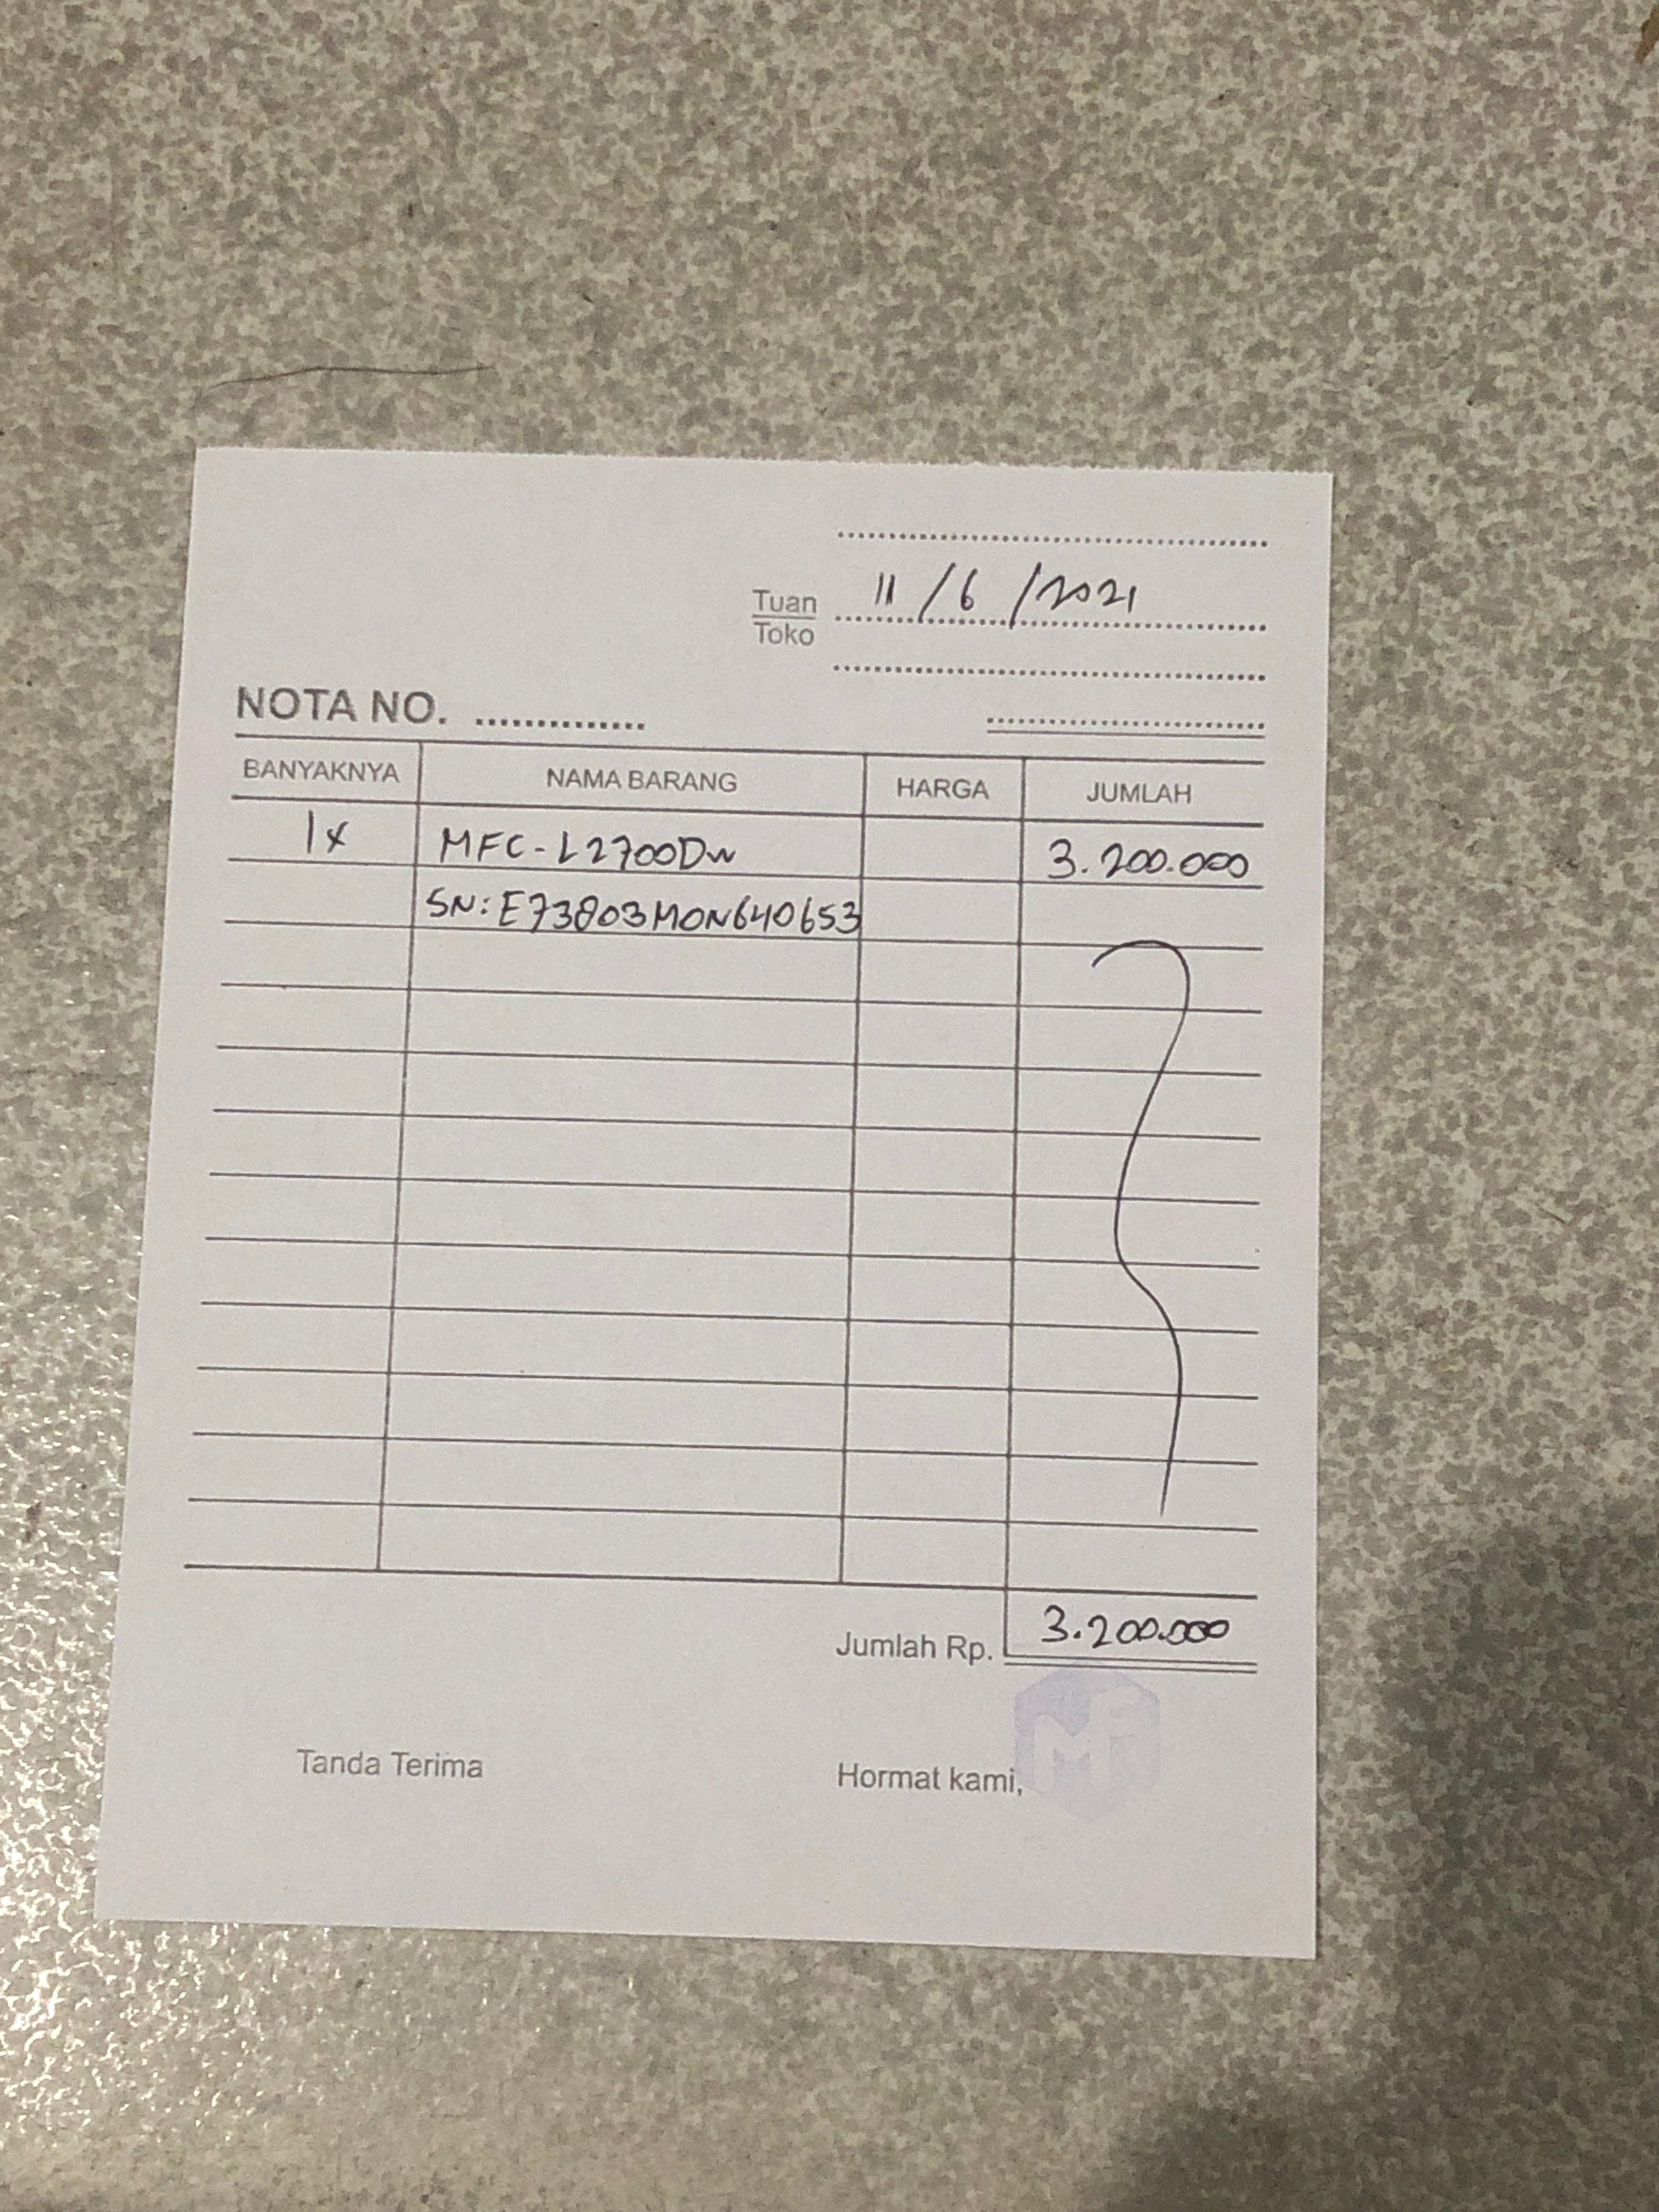 11/6/2021
Tuan
Toko
NOTA NO.
BANYAKNYA NAMA BARANG HARGA JUMLAH
1x MFC-L2700DW 3.200.000
SN: E73803M0N640653
Jumlah Rp. 3.200.000
Tanda Terima Hormat kami,